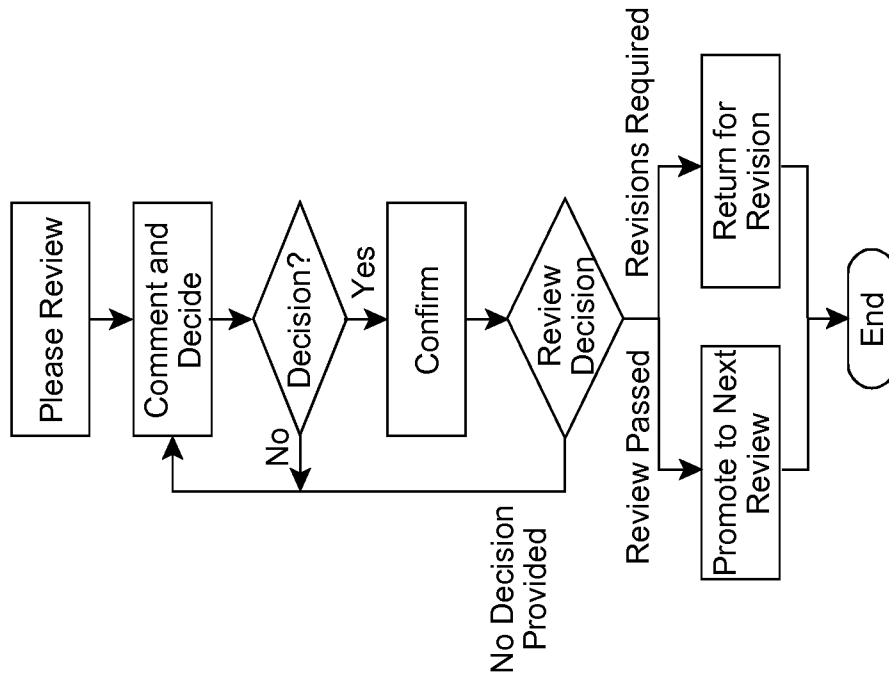 Please Review
Comment and
Decide
Decision?
No
Yes
Confirm
Review
Decision
No Decision
Provided
Review Passed
Revisions Required
Promote to Next
Review
Return for
Revision
End